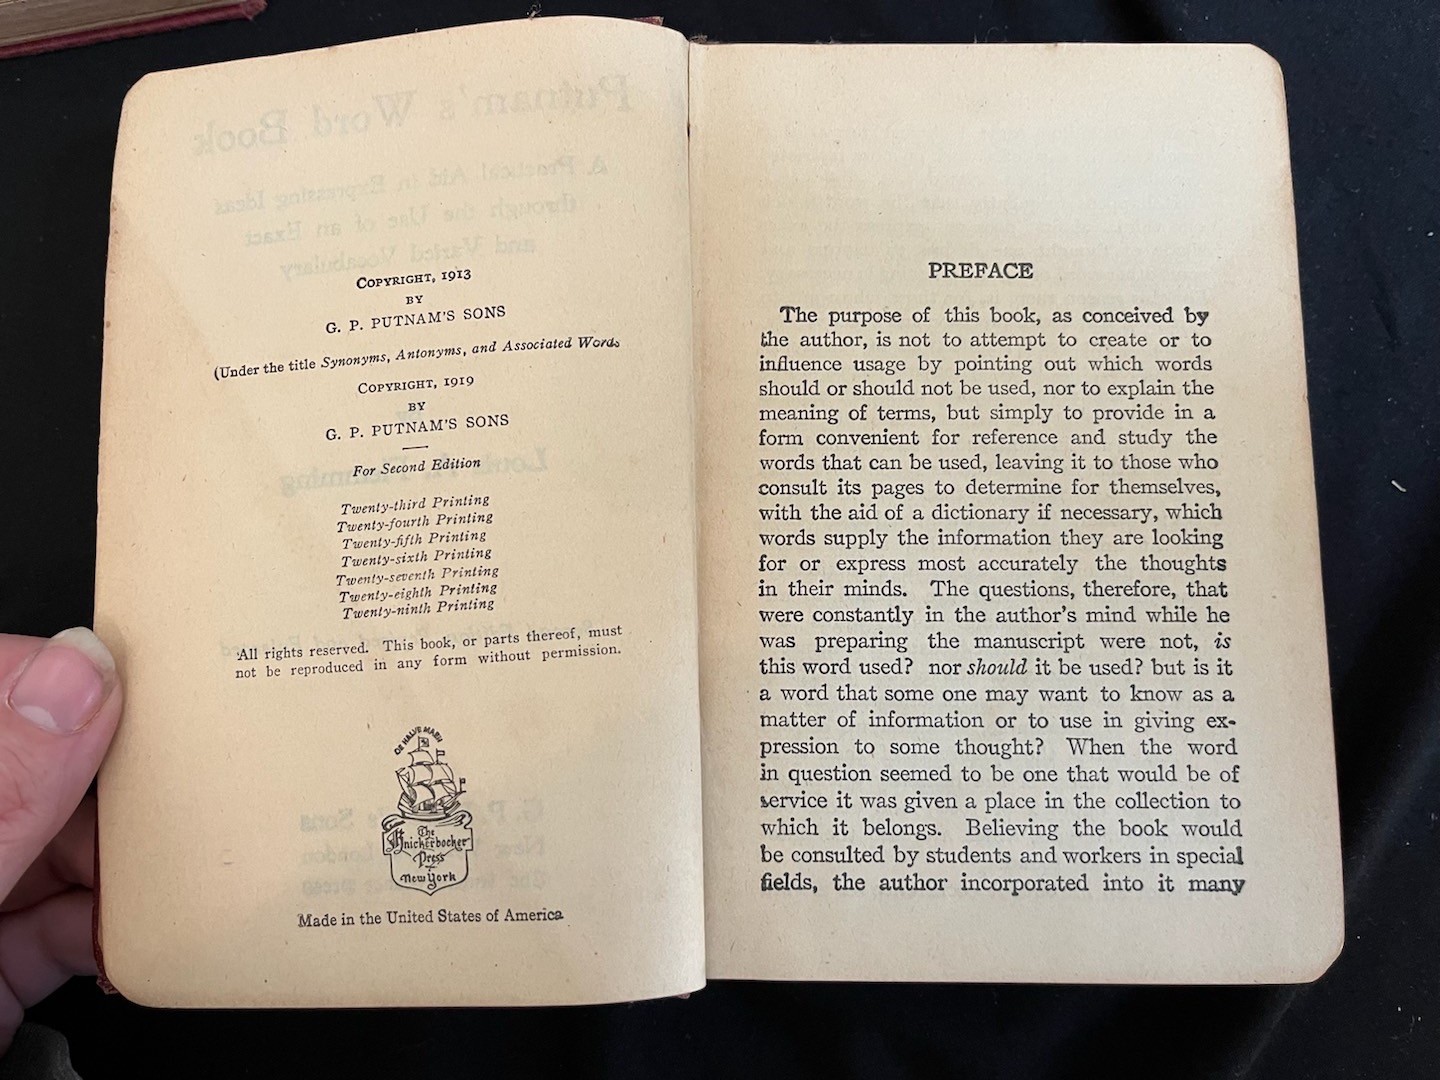 COPYRIGHT, 1913
BY
G. P. PUTNAM'S SONS
(Under the title Synonyms, Antonyms, and Associated Words
COPYRIGHT, 1919
BY
G. P. PUTNAM'S SONS
For Second Edition
Twenty-third Printing
Twenty-fourth Printing
Twenty-fifth Printing
Twenty-sixth Printing
Twenty-seventh Printing
Twenty-eighth Printing
Twenty-ninth Printing
All rights reserved. This book, or parts thereof, must
not be reproduced in any form without permission.
DE HALVE MAEN
The
Knickerbocker
Press
New York
Made in the United States of America
PREFACE
The purpose of this book, as conceived by
the author, is not to attempt to create or to
influence usage by pointing out which words
should or should not be used, nor to explain the
meaning of terms, but simply to provide in a
form convenient for reference and study the
words that can be used, leaving it to those who
consult its pages to determine for themselves,
with the aid of a dictionary if necessary, which
words supply the information they are looking
for or express most accurately the thoughts
in their minds. The questions, therefore, that
were constantly in the author's mind while he
was preparing the manuscript were not, is
this word used? nor should it be used? but is it
a word that some one may want to know as a
matter of information or to use in giving ex-
pression to some thought? When the word
in question seemed to be one that would be of
service it was given a place in the collection to
which it belongs. Believing the book would
be consulted by students and workers in special
fields, the author incorporated into it many